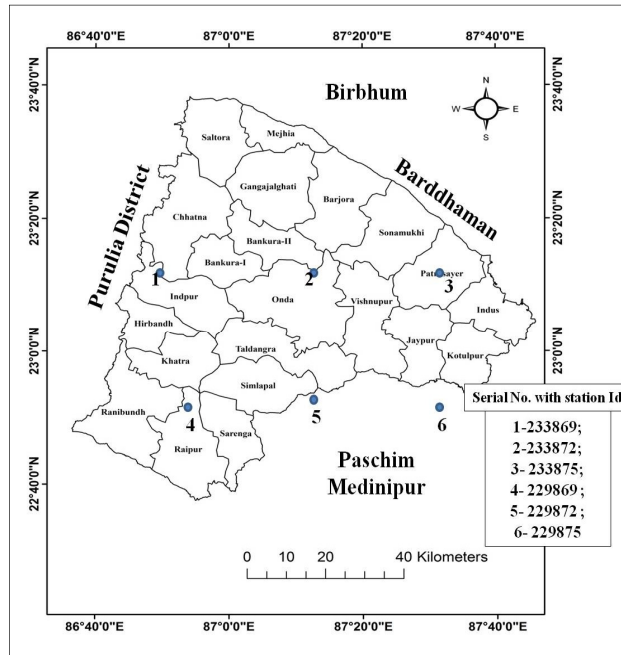 86°40'0"E 87°0'0"E 87°20'0"E 87°40'0"E
23°40'0"N 23°40'0"N
Birbhum
N
W E
S
Saltora
Mejhia
Barddhaman
Gangajalghati
Barjora
Purulia District
Chhatna
23°20'0"N 23°20'0"N
Sonamukhi
Bankura-II
Bankura-I
1
2
3
Indpur
Onda
Vishnupur
Indus
Hirbandh
23°0'0"N 23°0'0"N
Taldangra
Jaypur
Kotulpur
Khatra
Simlapal
Serial No. with station Id
Ranibundh
4
5
6
1-233869;
2-233872;
3-233875;
4-229869;
5-229872;
6- 229875
Sarenga
Raipur
Paschim
Medinipur
22°40'0"N
0 10 20 40 Kilometers
86°40'0"E 87°0'0"E 87°20'0"E 87°40'0"E